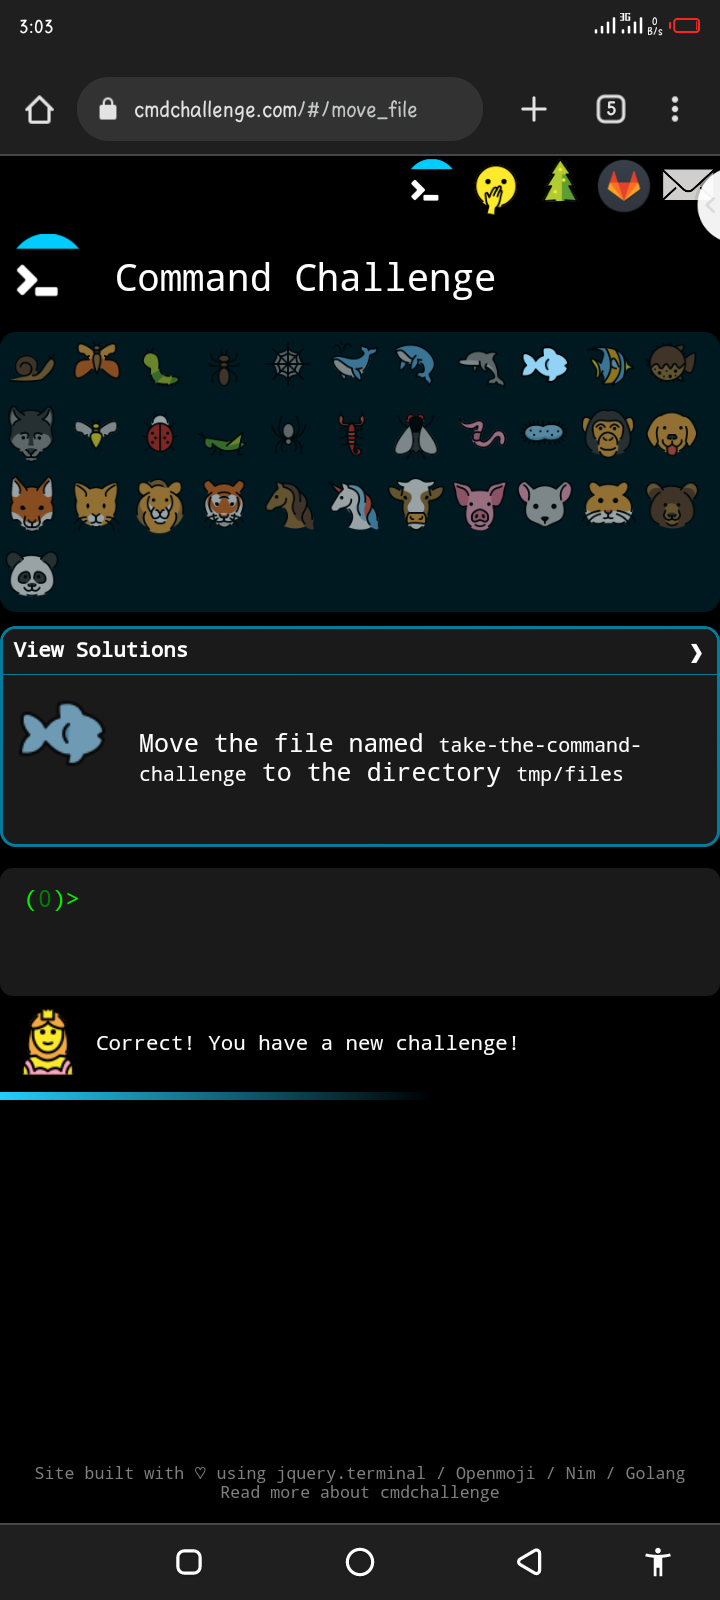 3:03
3G
0
B/s
cmdchallenge.com/#/move_file
5
Command Challenge
View Solutions
Move the file named take-the-command-
challenge to the directory tmp/files
(0)>
Correct! You have a new challenge!
Site built with ♡ using jquery.terminal / Openmoji / Nim / Golang
Read more about cmdchallenge